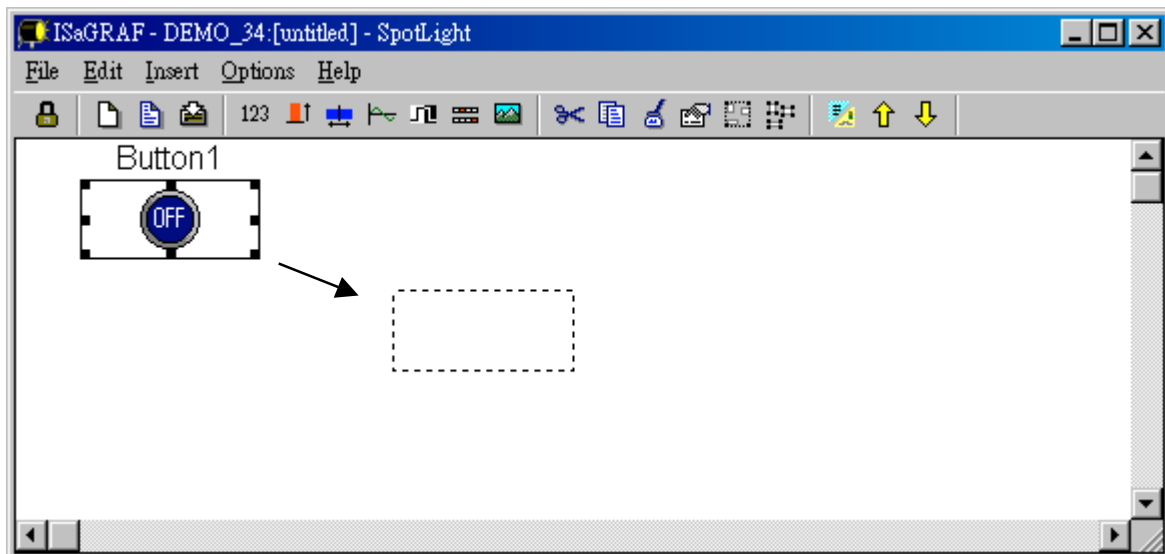 ISaGRAF - DEMO_34:[untitled] - SpotLight
File Edit Insert Options Help
123
Button1
OFF